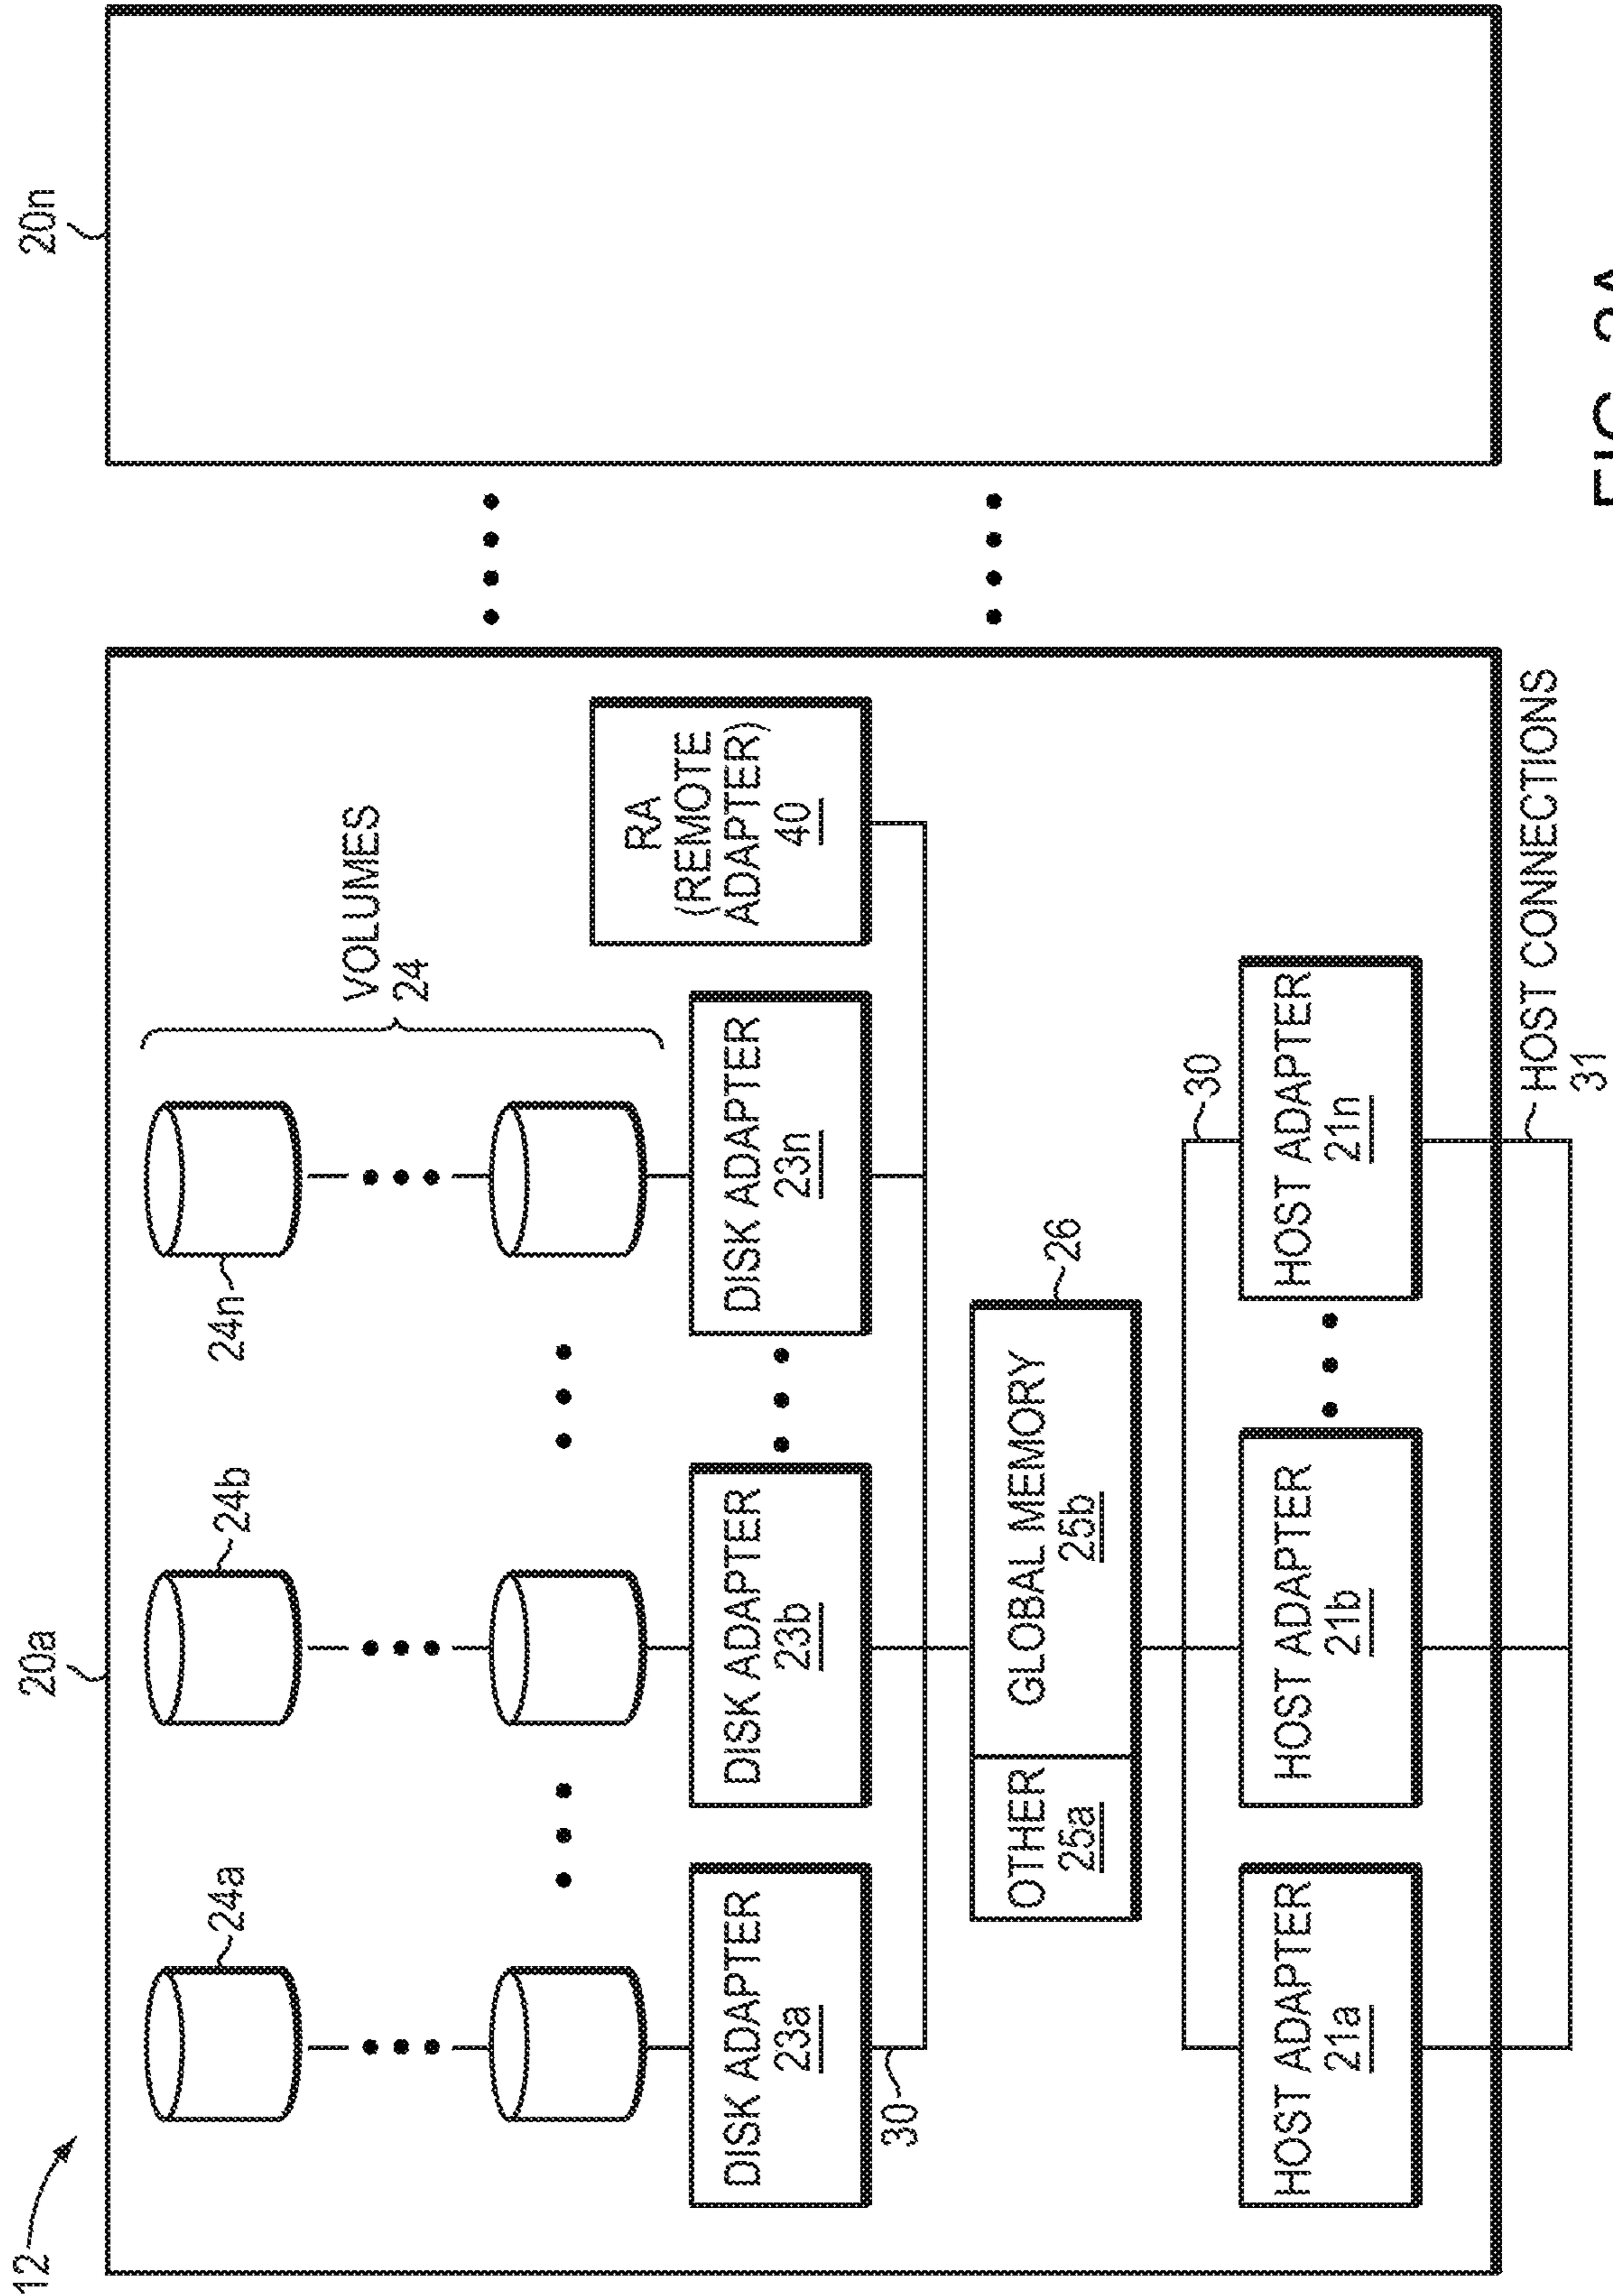 12
20a
20n
24a
24b
24n
VOLUMES
24
DISK ADAPTER
23a
DISK ADAPTER
23b
DISK ADAPTER
23n
RA
(REMOTE
ADAPTER)
40
30
OTHER
25a
GLOBAL MEMORY
25b
26
30
HOST ADAPTER
21a
HOST ADAPTER
21b
HOST ADAPTER
21n
HOST CONNECTIONS
31